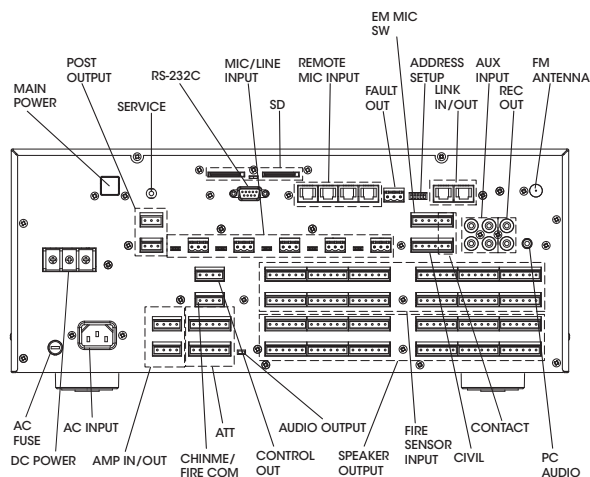 EM MIC
SW
POST
OUTPUT
MIC/LINE
INPUT
REMOTE
MIC INPUT
ADDRESS
SETUP
AUX
INPUT
FM
ANTENNA
RS-232C
FAULT
OUT
LINK
IN/OUT
REC
OUT
MAIN
POWER
SERVICE
SD
AC
FUSE
AC INPUT
ATT
AUDIO OUTPUT
FIRE
SENSOR
INPUT
CONTACT
DC POWER
AMP IN/OUT
CHINME/
FIRE COM
CONTROL
OUT
SPEAKER
OUTPUT
CIVIL
PC
AUDIO